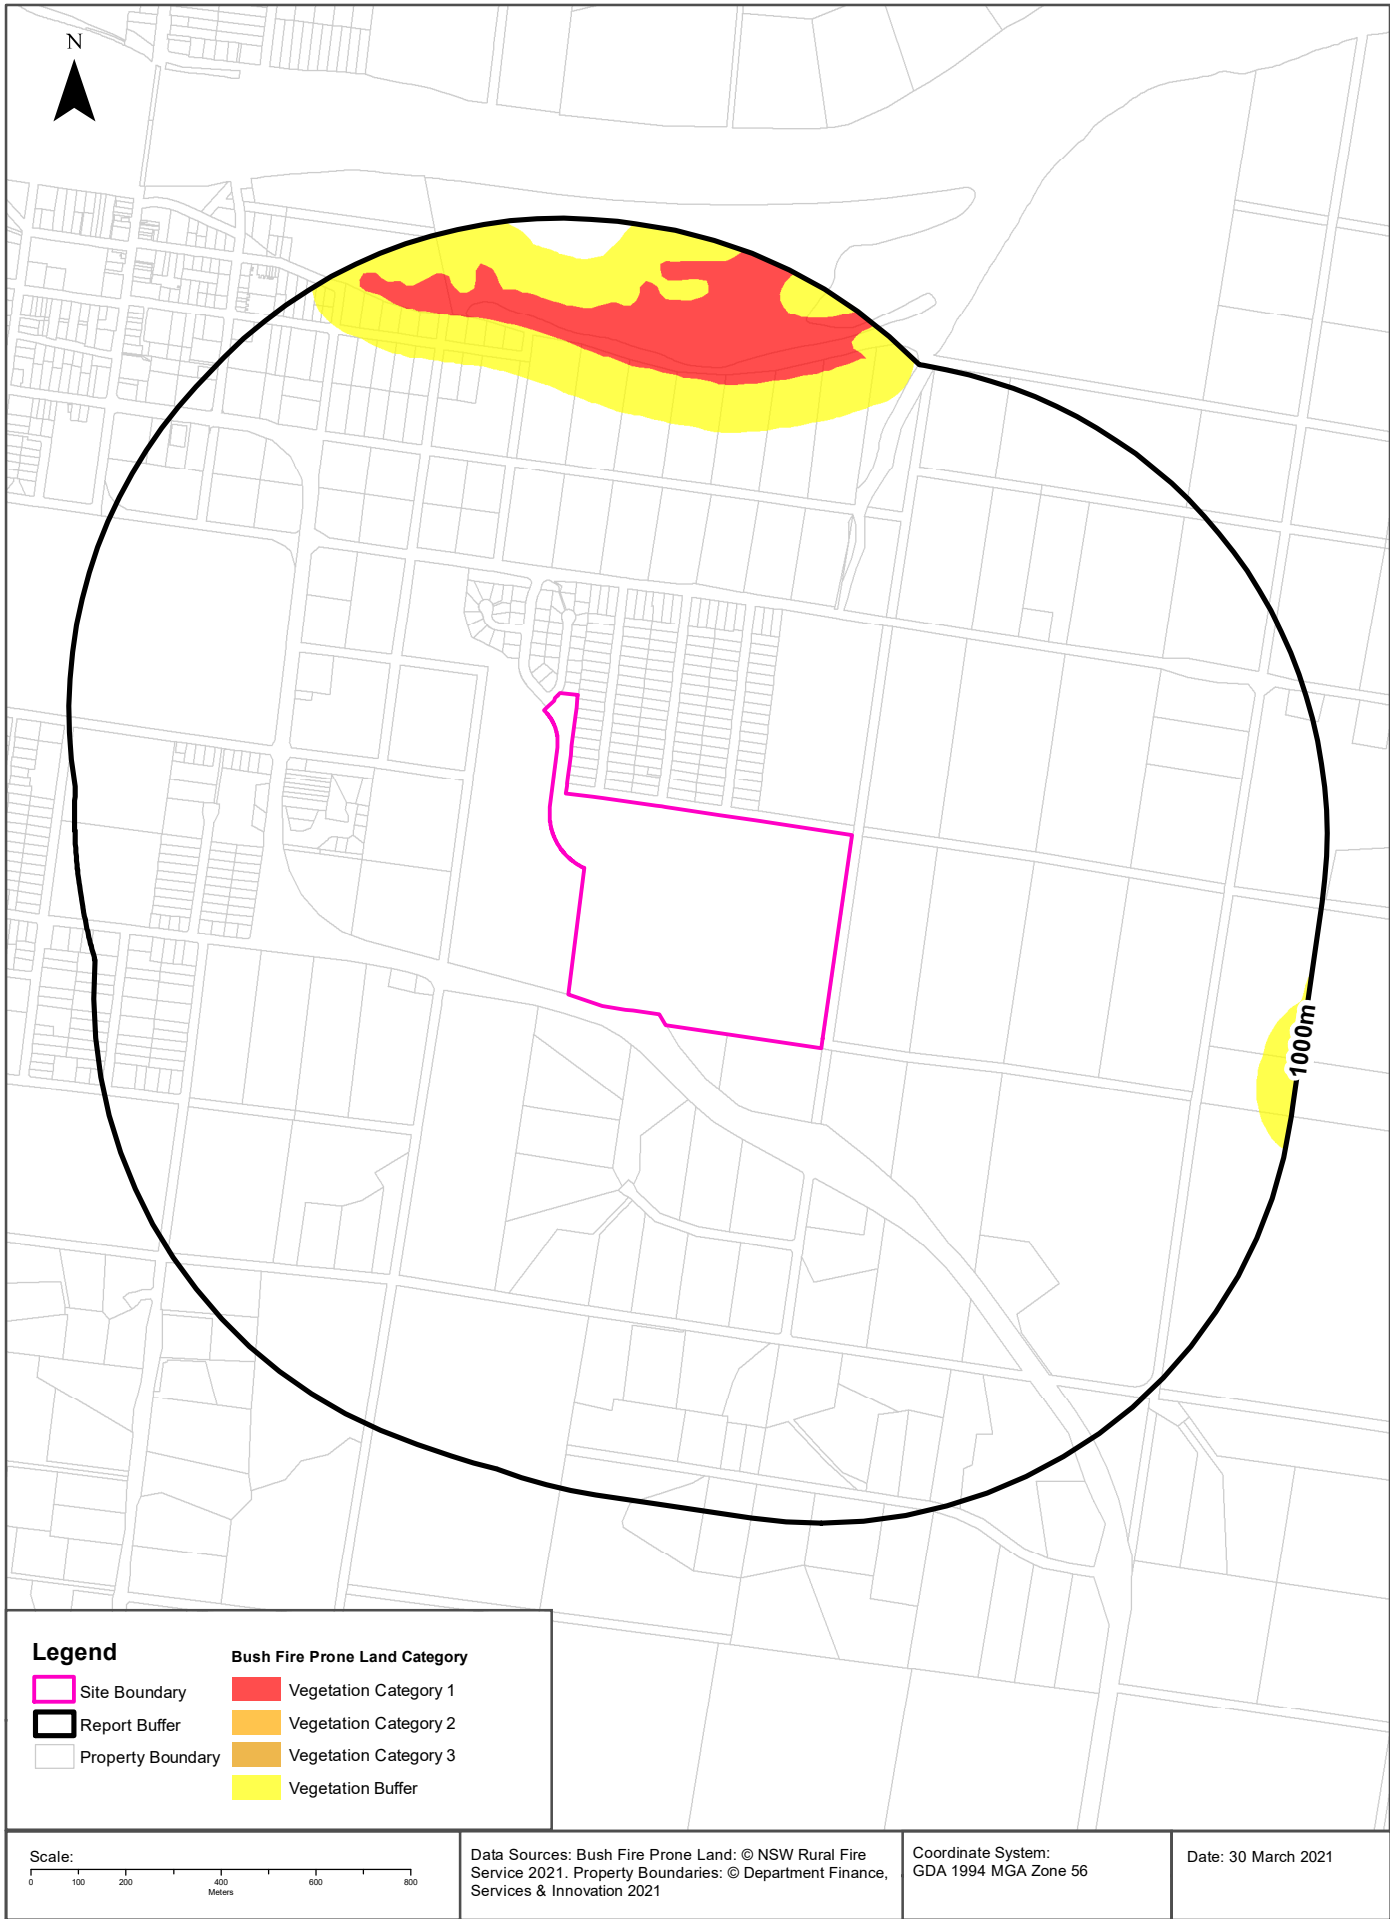 N
1000m
Legend
Site Boundary
Report Buffer
Property Boundary
Bush Fire Prone Land Category
Vegetation Category 1
Vegetation Category 2
Vegetation Category 3
Vegetation Buffer
Scale:
0 100 200 400 600 800
Meters
Data Sources: Bush Fire Prone Land: © NSW Rural Fire
Service 2021. Property Boundaries: © Department Finance,
Services & Innovation 2021
Coordinate System:
GDA 1994 MGA Zone 56
Date: 30 March 2021